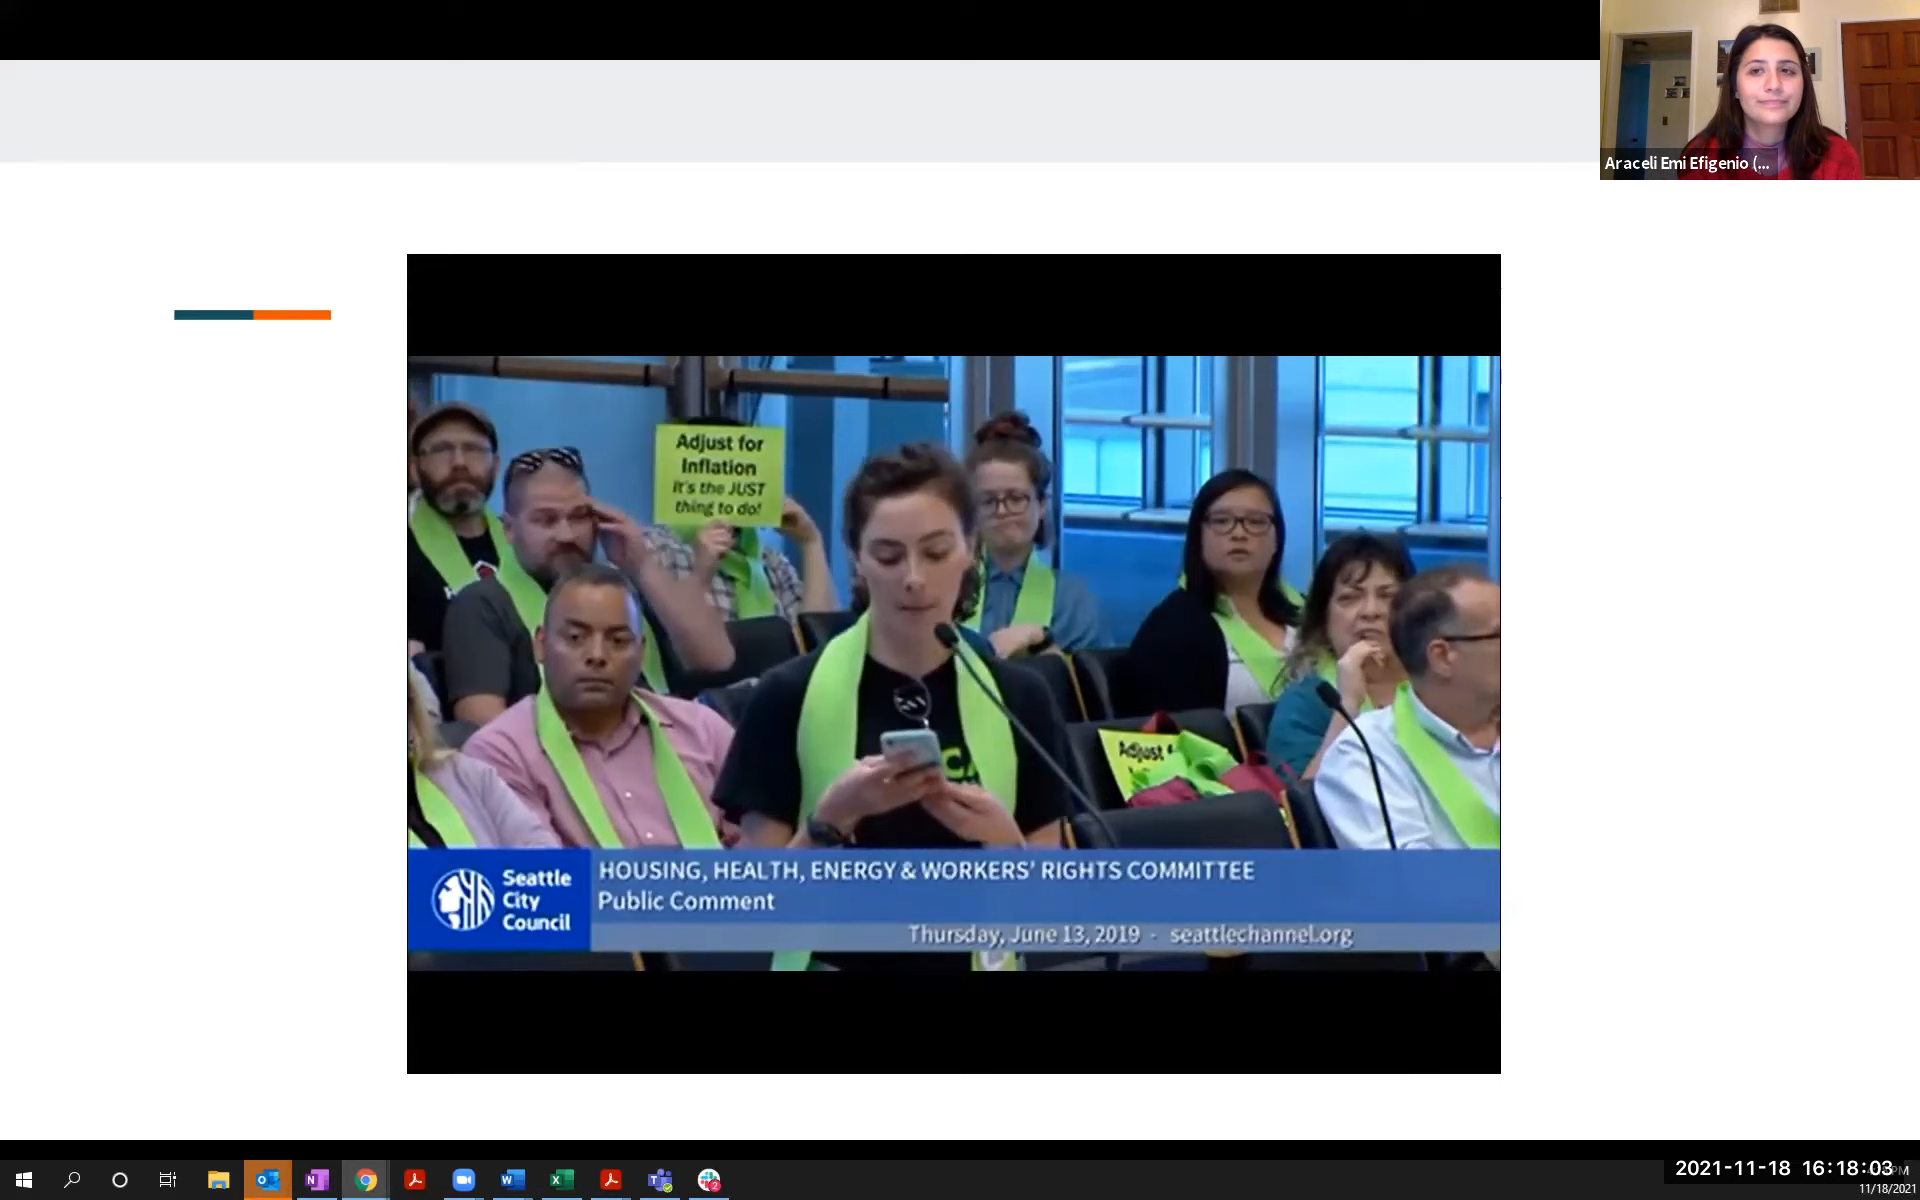 Araceli Emi Efigenio (...
Adjust for
Inflation
It's the JUST
thing to do!
Adjust
Seattle
City
Council
HOUSING, HEALTH, ENERGY & WORKERS' RIGHTS COMMITTEE
Public Comment
Thursday, June 13, 2019 - seattlechannel.org
2021-11-18 16:18:03
11/18/2021